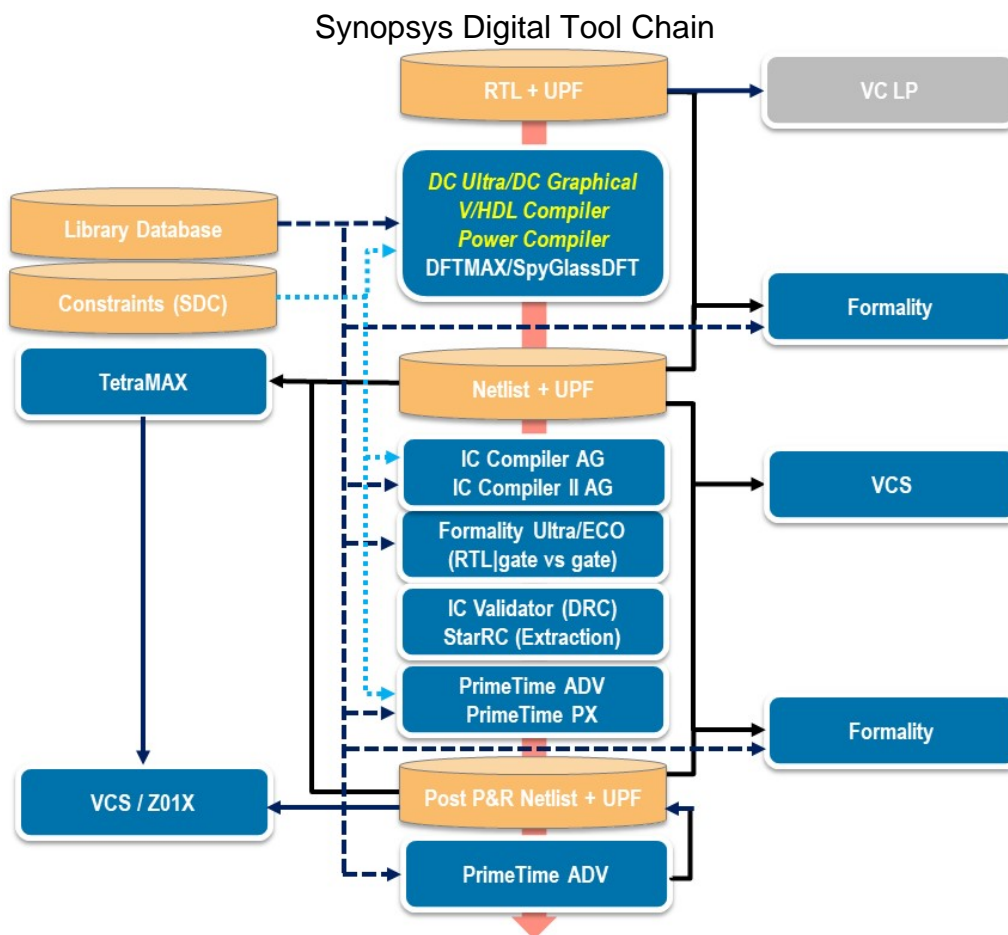 Synopsys Digital Tool Chain
RTL + UPF
VC LP
DC Ultra/DC Graphical
V/HDL Compiler
Power Compiler
DFTMAX/SpyGlassDFT
Library Database
Constraints (SDC)
Formality
TetraMAX
Netlist + UPF
IC Compiler AG
IC Compiler II AG
VCS
Formality Ultra/ECO
(RTL|gate vs gate)
IC Validator (DRC)
StarRC (Extraction)
PrimeTime ADV
PrimeTime PX
Formality
VCS / Z01X
Post P&R Netlist + UPF
PrimeTime ADV